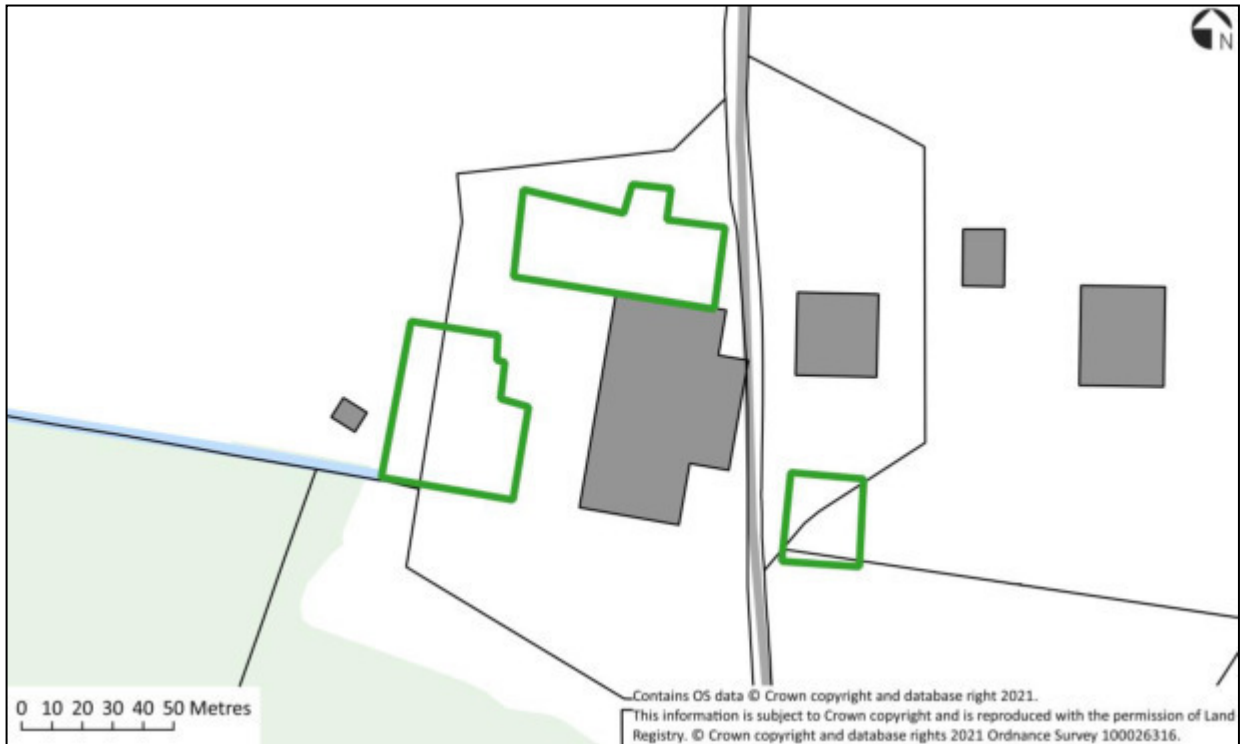 N
0 10 20 30 40 50 Metres
Contains OS data © Crown copyright and database right 2021.
This information is subject to Crown copyright and is reproduced with the permission of Land
Registry. © Crown copyright and database rights 2021 Ordnance Survey 100026316.